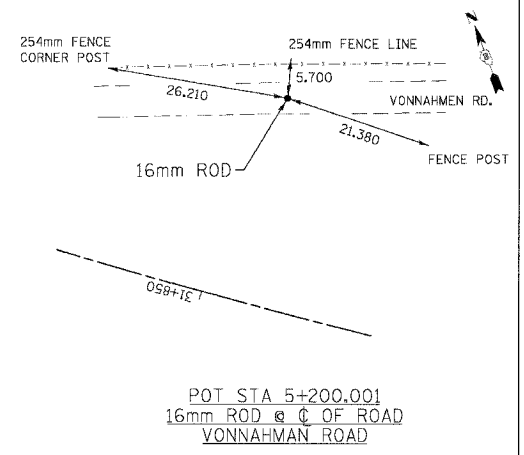 N
254mm FENCE
CORNER POST
254mm FENCE LINE
5.700
26.210
VONNAHMEN RD.
21.380
FENCE POST
16mm ROD
L 31+850
POT STA 5+200.001
16mm ROD @ ℄ OF ROAD
VONNAHMAN ROAD